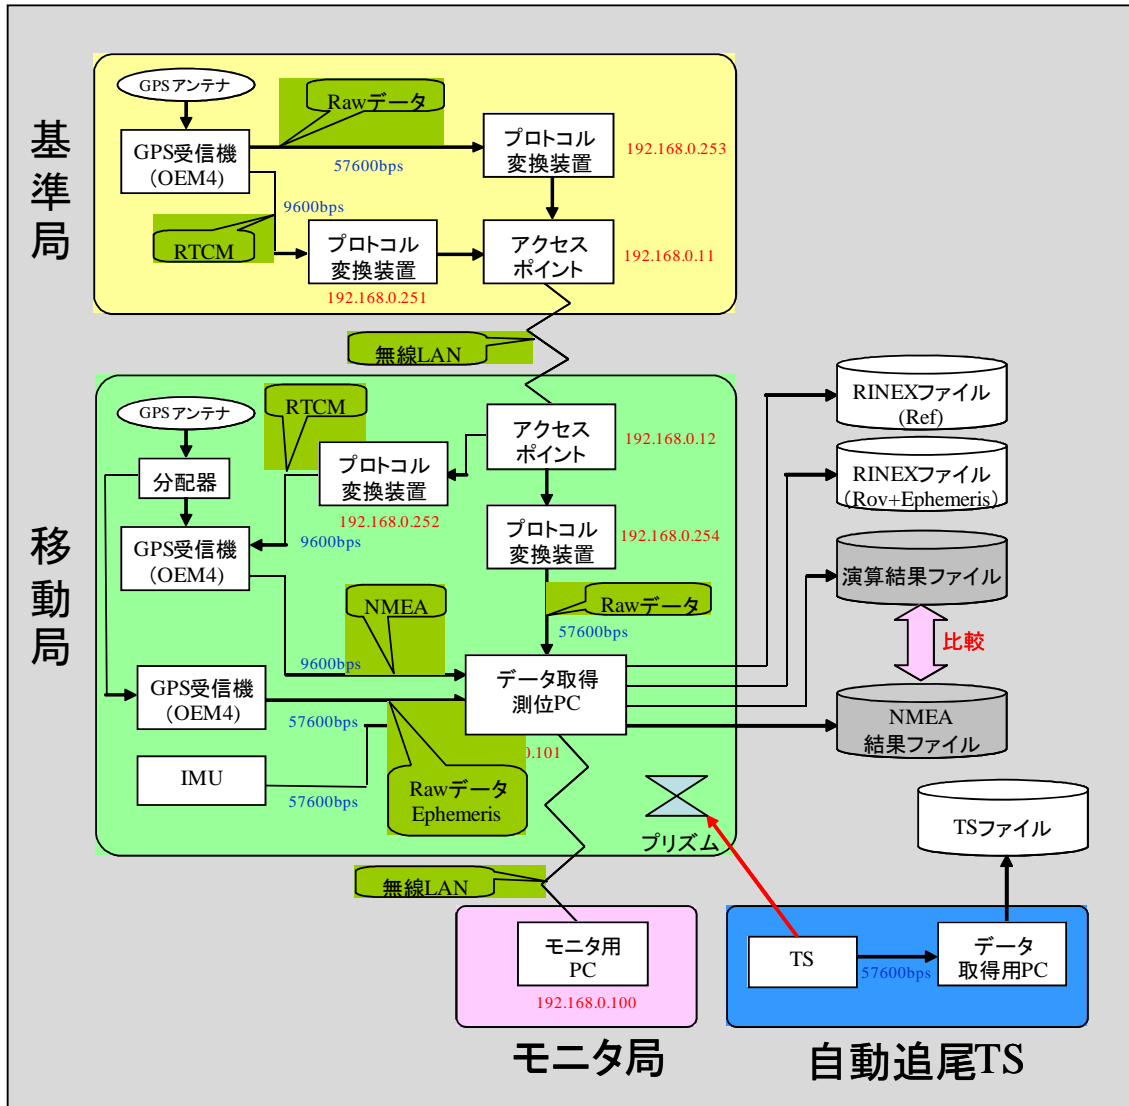 基準局
GPSアンテナ
GPS受信機
(OEM4)
Rawデータ
57600bps
プロトコル
変換装置
192.168.0.253
9600bps
RTCM
プロトコル
変換装置
192.168.0.251
アクセス
ポイント
192.168.0.11
無線LAN
移動局
GPSアンテナ
分配器
GPS受信機
(OEM4)
RTCM
プロトコル
変換装置
192.168.0.252
9600bps
アクセス
ポイント
192.168.0.12
プロトコル
変換装置
192.168.0.254
Rawデータ
57600bps
NMEA
9600bps
GPS受信機
(OEM4)
57600bps
データ取得
測位PC
.101
IMU
57600bps
Rawデータ
Ephemeris
プリズム
無線LAN
RINEXファイル
(Ref)
RINEXファイル
(Rov+Ephemeris)
演算結果ファイル
比較
NMEA
結果ファイル
TSファイル
モニタ用
PC
192.168.0.100
モニタ局
TS
57600bps
データ
取得用PC
自動追尾TS